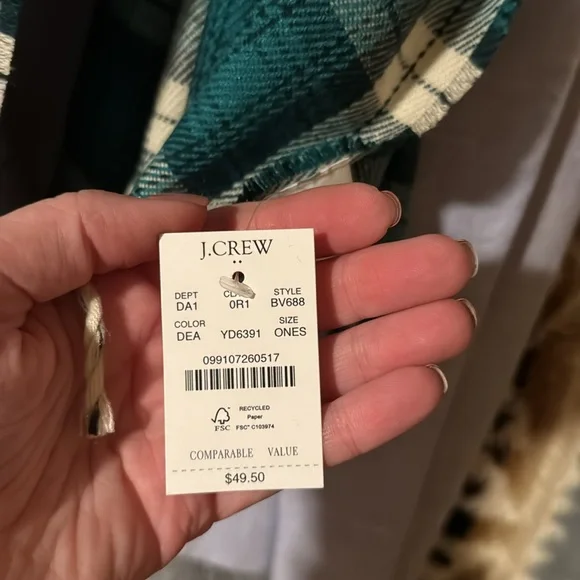 J.CREW
DEPT STYLE
DA1 0R1 BV688
COLOR SIZE
DEA YD6391 ONES
099107260517
RECYCLED
Paper
FSC FSC® C103974
COMPARABLE VALUE
$49.50